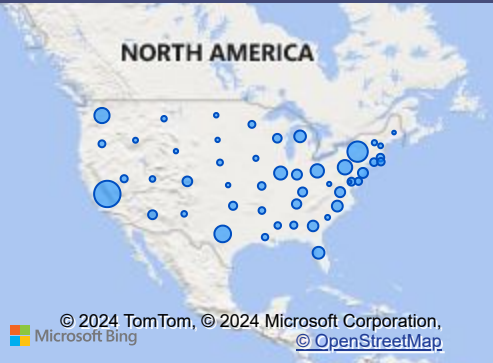 NORTH AMERICA
© 2024 TomTom, © 2024 Microsoft Corporation,
Microsoft Bing
© OpenStreetMap